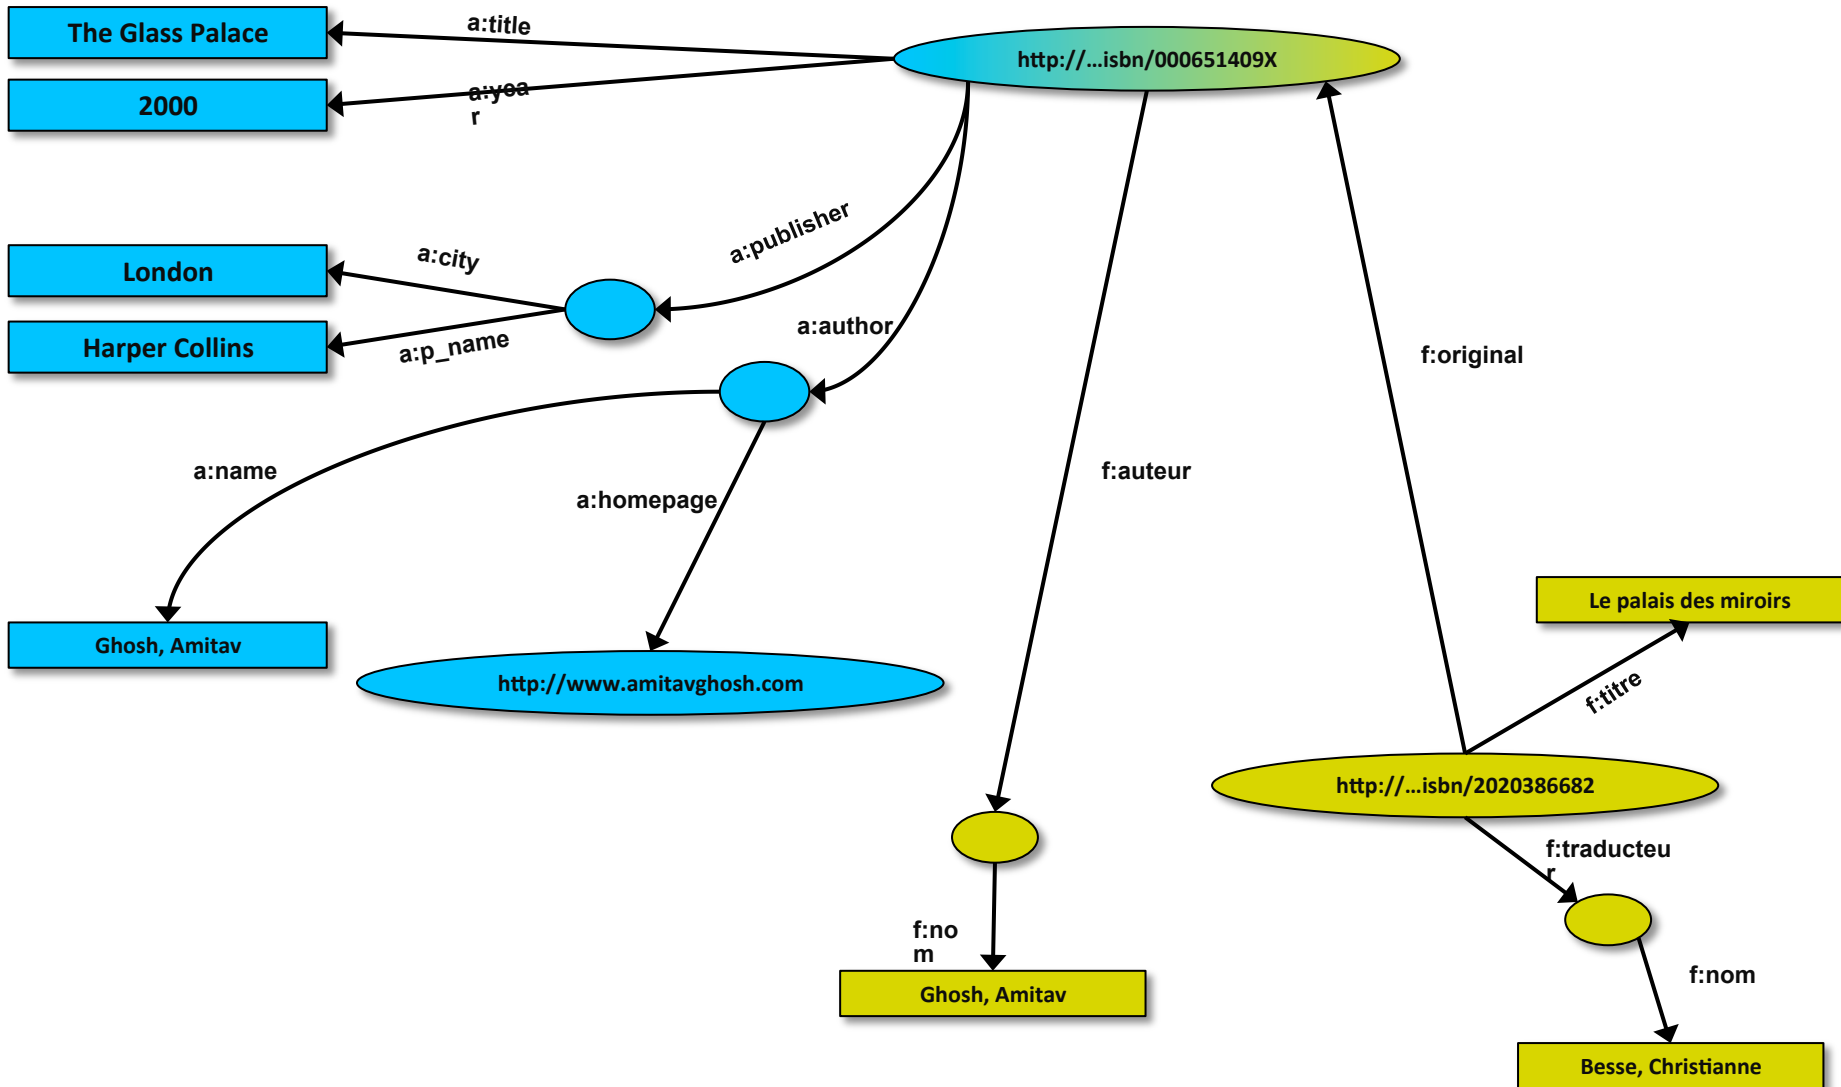 The Glass Palace
a:title
http://...isbn/000651409X
2000
a:yea
r
a:publisher
London
a:city
a:author
Harper Collins
a:p_name
f:original
a:name
f:auteur
a:homepage
Le palais des miroirs
Ghosh, Amitav
http://www.amitavghosh.com
f:titre
http://...isbn/2020386682
f:traducteu
r
f:no
m
f:nom
Ghosh, Amitav
Besse, Christianne